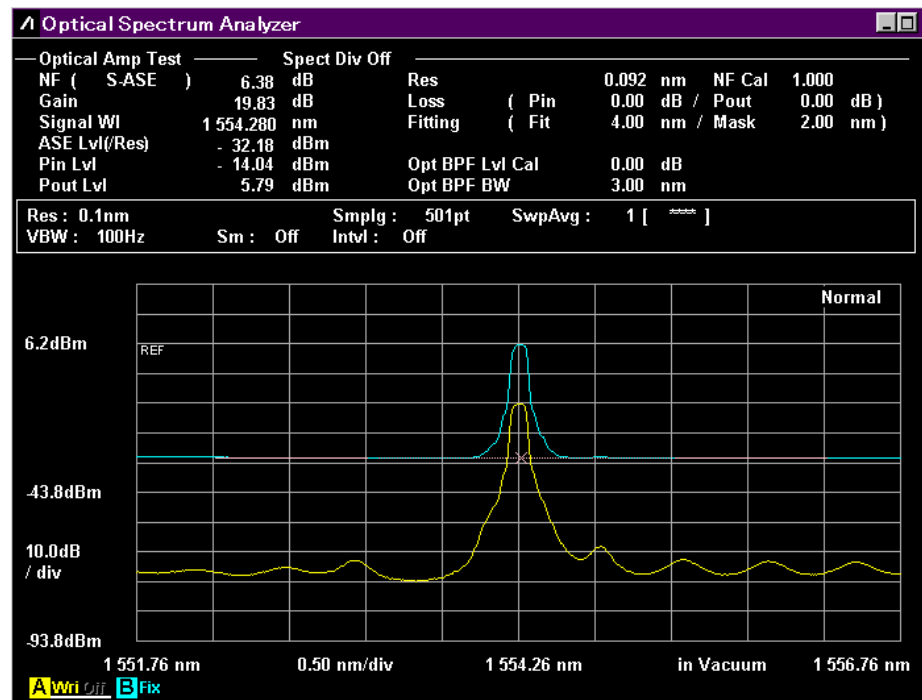 Optical Spectrum Analyzer
Optical Amp Test Spect Div Off
NF ( S-ASE ) 6.38 dB Res 0.092 nm NF Cal 1.000
Gain 19.83 dB Loss ( Pin 0.00 dB / Pout 0.00 dB )
Signal Wl 1 554.280 nm Fitting ( Fit 4.00 nm / Mask 2.00 nm )
ASE Lvl(/Res) - 32.18 dBm
Pin Lvl - 14.04 dBm Opt BPF Lvl Cal 0.00 dB
Pout Lvl 5.79 dBm Opt BPF BW 3.00 nm
Res : 0.1nm Smplg : 501pt SwpAvg : 1 [ **** ]
VBW : 100Hz Sm : Off Intvl : Off
Normal
6.2dBm
REF
-43.8dBm
10.0dB
/ div
-93.8dBm
1 551.76 nm 0.50 nm/div 1 554.26 nm in Vacuum 1 556.76 nm
A Wri Off B Fix